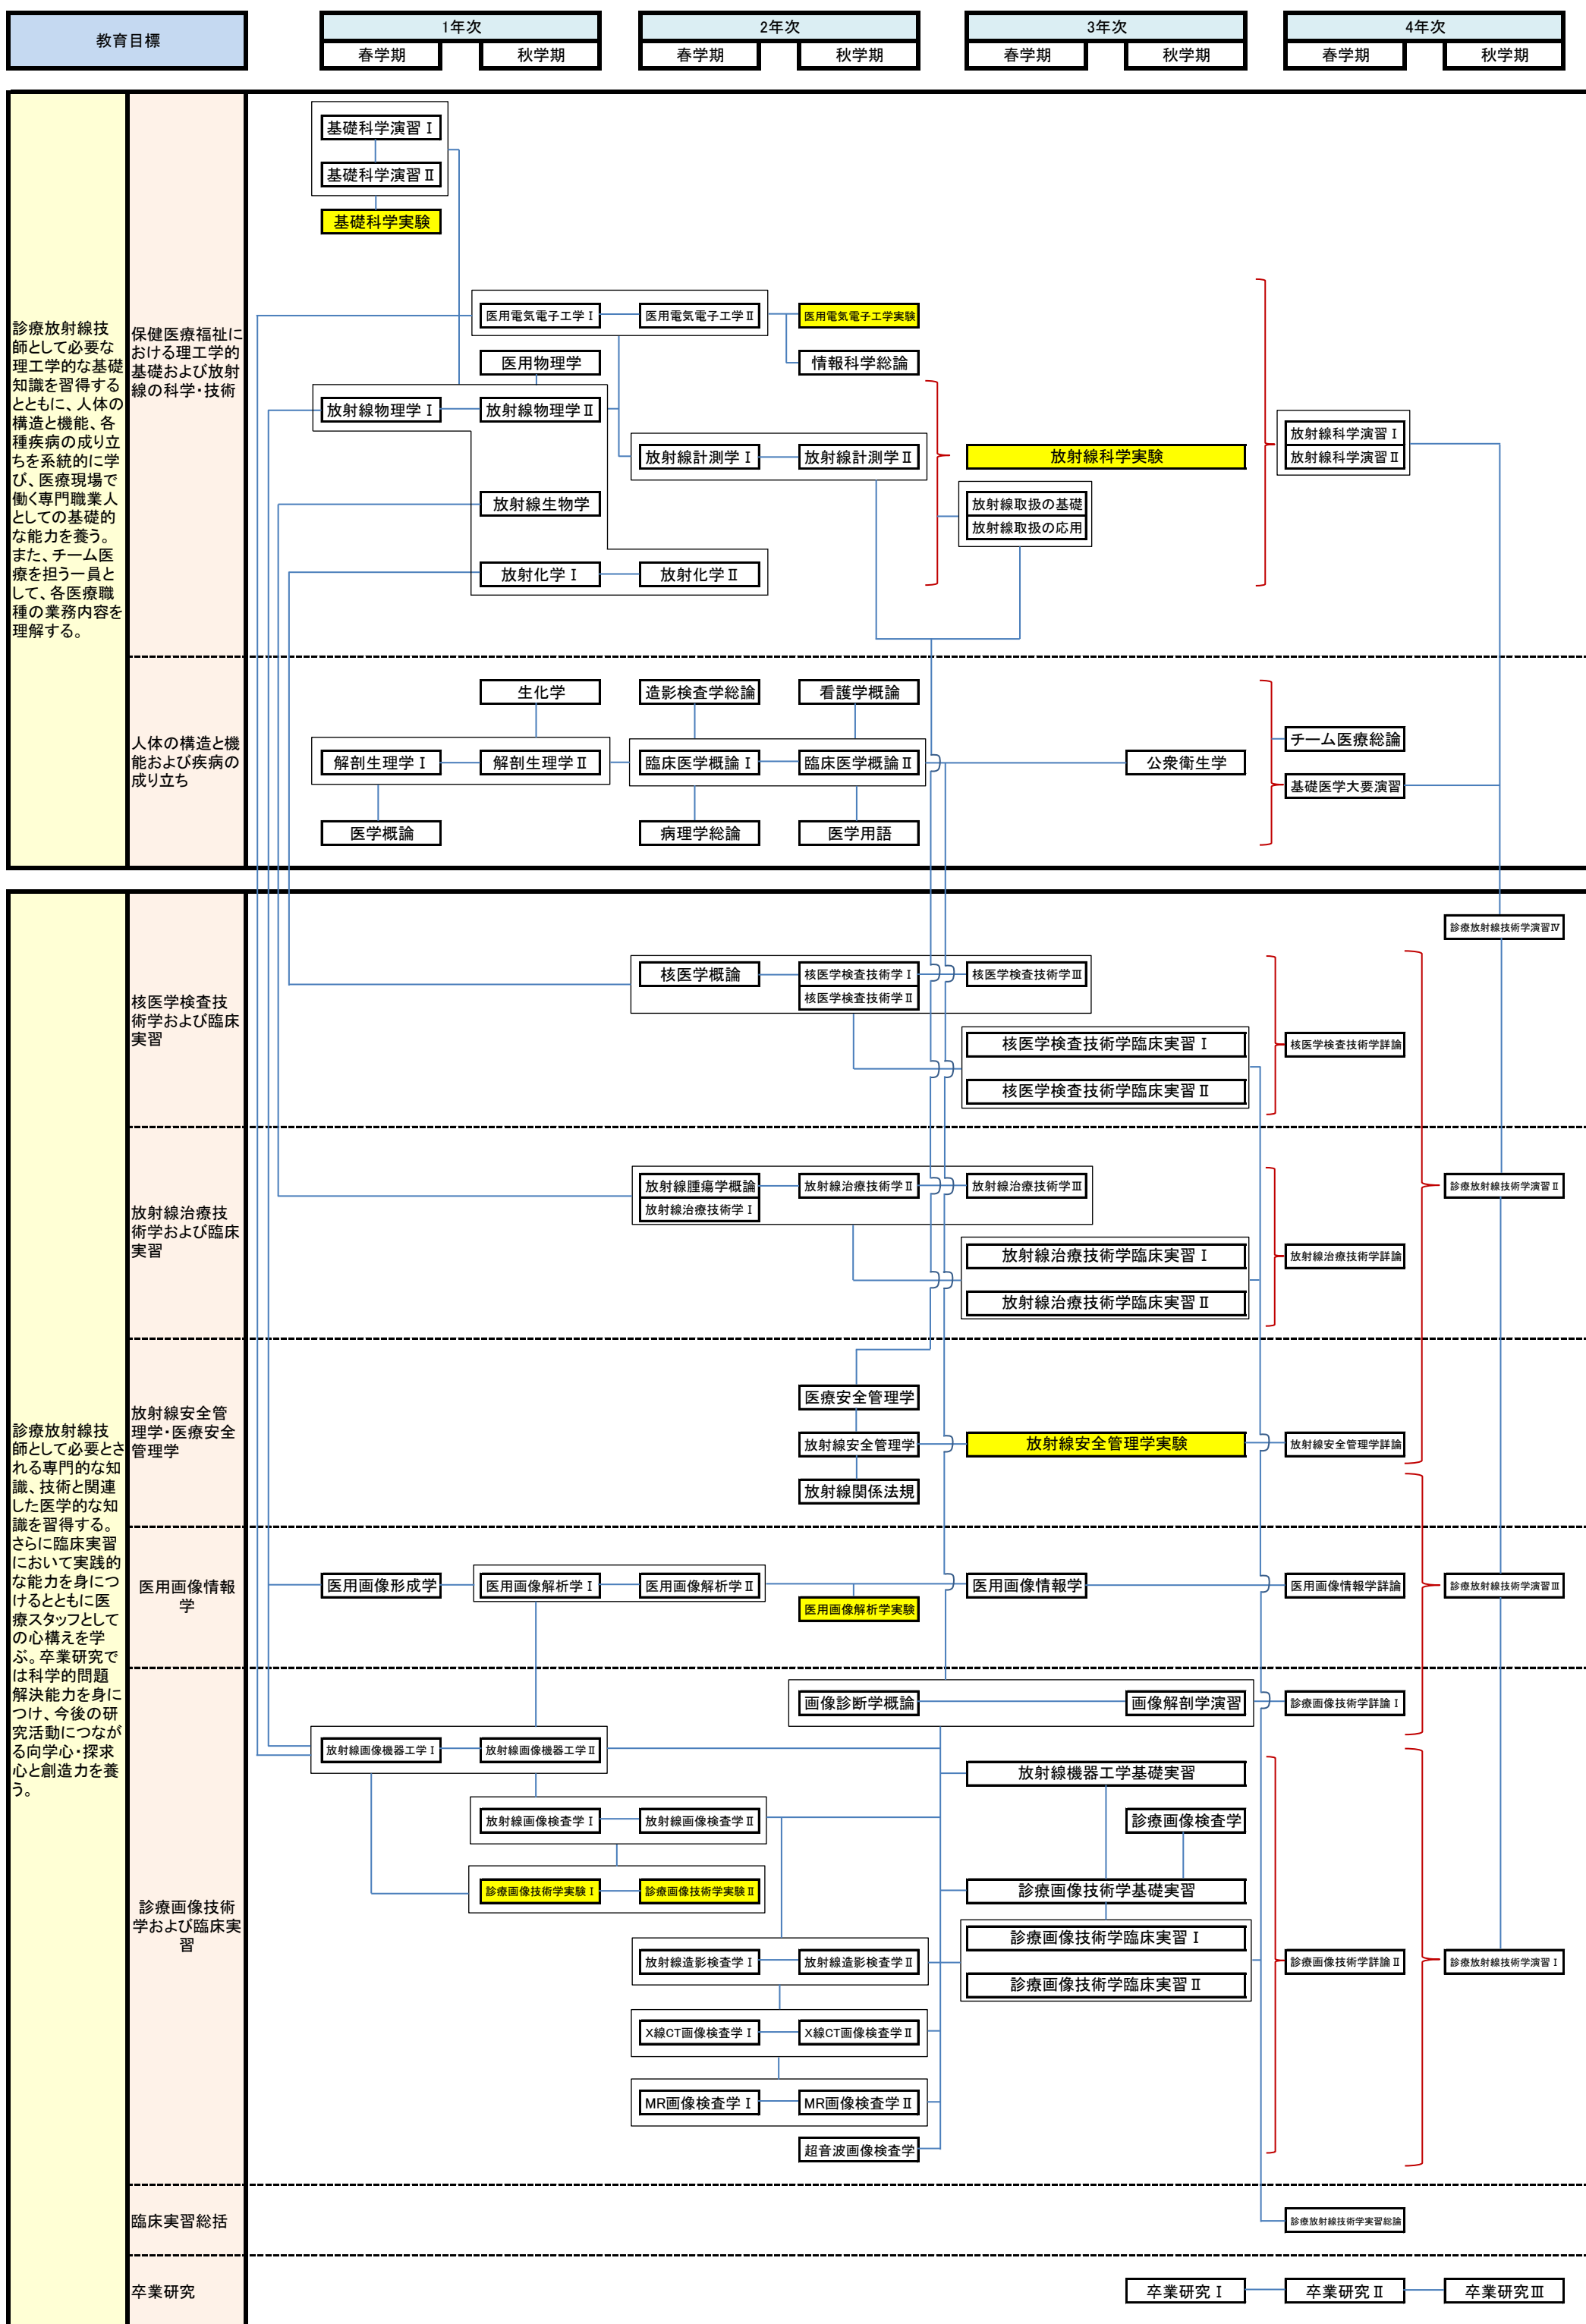 教育目標
1年次
2年次
3年次
4年次
春学期
秋学期
春学期
秋学期
春学期
秋学期
春学期
秋学期
診療放射線技
師として必要な
理工学的な基礎
知識を習得する
とともに、人体の
構造と機能、各
種疾病の成り立
ちを系統的に学
び、医療現場で
働く専門職業人
としての基礎的
な能力を養う。
また、チーム医
療を担う一員と
して、各医療職
種の業務内容を
理解する。
保健医療福祉に
おける理工学的
基礎および放射
線の科学・技術
基礎科学演習Ⅰ
基礎科学演習Ⅱ
基礎科学実験
医用電気電子工学Ⅰ
医用電気電子工学Ⅱ
医用電気電子工学実験
医用物理学
情報科学総論
放射線物理学Ⅰ
放射線物理学Ⅱ
放射線計測学Ⅰ
放射線計測学Ⅱ
放射線科学実験
放射線科学演習Ⅰ
放射線科学演習Ⅱ
放射線生物学
放射線取扱の基礎
放射線取扱の応用
放射化学Ⅰ
放射化学Ⅱ
人体の構造と機
能および疾病の
成り立ち
生化学
造影検査学総論
看護学概論
解剖生理学Ⅰ
解剖生理学Ⅱ
臨床医学概論Ⅰ
臨床医学概論Ⅱ
公衆衛生学
チーム医療総論
基礎医学大要演習
医学概論
病理学総論
医学用語
診療放射線技
師として必要とさ
れる専門的な知
識、技術と関連
した医学的な知
識を習得する。
さらに臨床実習
において実践的
な能力を身につ
けるとともに医
療スタッフとして
の心構えを学
ぶ。卒業研究で
は科学的問題
解決能力を身に
つけ、今後の研
究活動につなが
る向学心・探求
心と創造力を養
う。
核医学検査技
術学および臨床
実習
診療放射線技術学演習Ⅳ
核医学概論
核医学検査技術学Ⅰ
核医学検査技術学Ⅱ
核医学検査技術学Ⅲ
核医学検査技術学臨床実習Ⅰ
核医学検査技術学臨床実習Ⅱ
核医学検査技術学詳論
放射線治療技
術学および臨床
実習
放射線腫瘍学概論
放射線治療技術学Ⅰ
放射線治療技術学Ⅱ
放射線治療技術学Ⅲ
診療放射線技術学演習Ⅱ
放射線治療技術学臨床実習Ⅰ
放射線治療技術学臨床実習Ⅱ
放射線治療技術学詳論
放射線安全管
理学・医療安全
管理学
医療安全管理学
放射線安全管理学
放射線安全管理学実験
放射線安全管理学詳論
放射線関係法規
医用画像情報
学
医用画像形成学
医用画像解析学Ⅰ
医用画像解析学Ⅱ
医用画像解析学実験
医用画像情報学
医用画像情報学詳論
診療放射線技術学演習Ⅲ
診療画像技術
学および臨床実
習
画像診断学概論
画像解剖学演習
診療画像技術学詳論Ⅰ
放射線画像機器工学Ⅰ
放射線画像機器工学Ⅱ
放射線機器工学基礎実習
放射線画像検査学Ⅰ
放射線画像検査学Ⅱ
診療画像検査学
診療画像技術学実験Ⅰ
診療画像技術学実験Ⅱ
診療画像技術学基礎実習
診療画像技術学臨床実習Ⅰ
診療画像技術学臨床実習Ⅱ
放射線造影検査学Ⅰ
放射線造影検査学Ⅱ
診療画像技術学詳論Ⅱ
診療放射線技術学演習Ⅰ
X線CT画像検査学Ⅰ
X線CT画像検査学Ⅱ
MR画像検査学Ⅰ
MR画像検査学Ⅱ
超音波画像検査学
臨床実習総括
診療放射線技術学実習総論
卒業研究
卒業研究Ⅰ
卒業研究Ⅱ
卒業研究Ⅲ